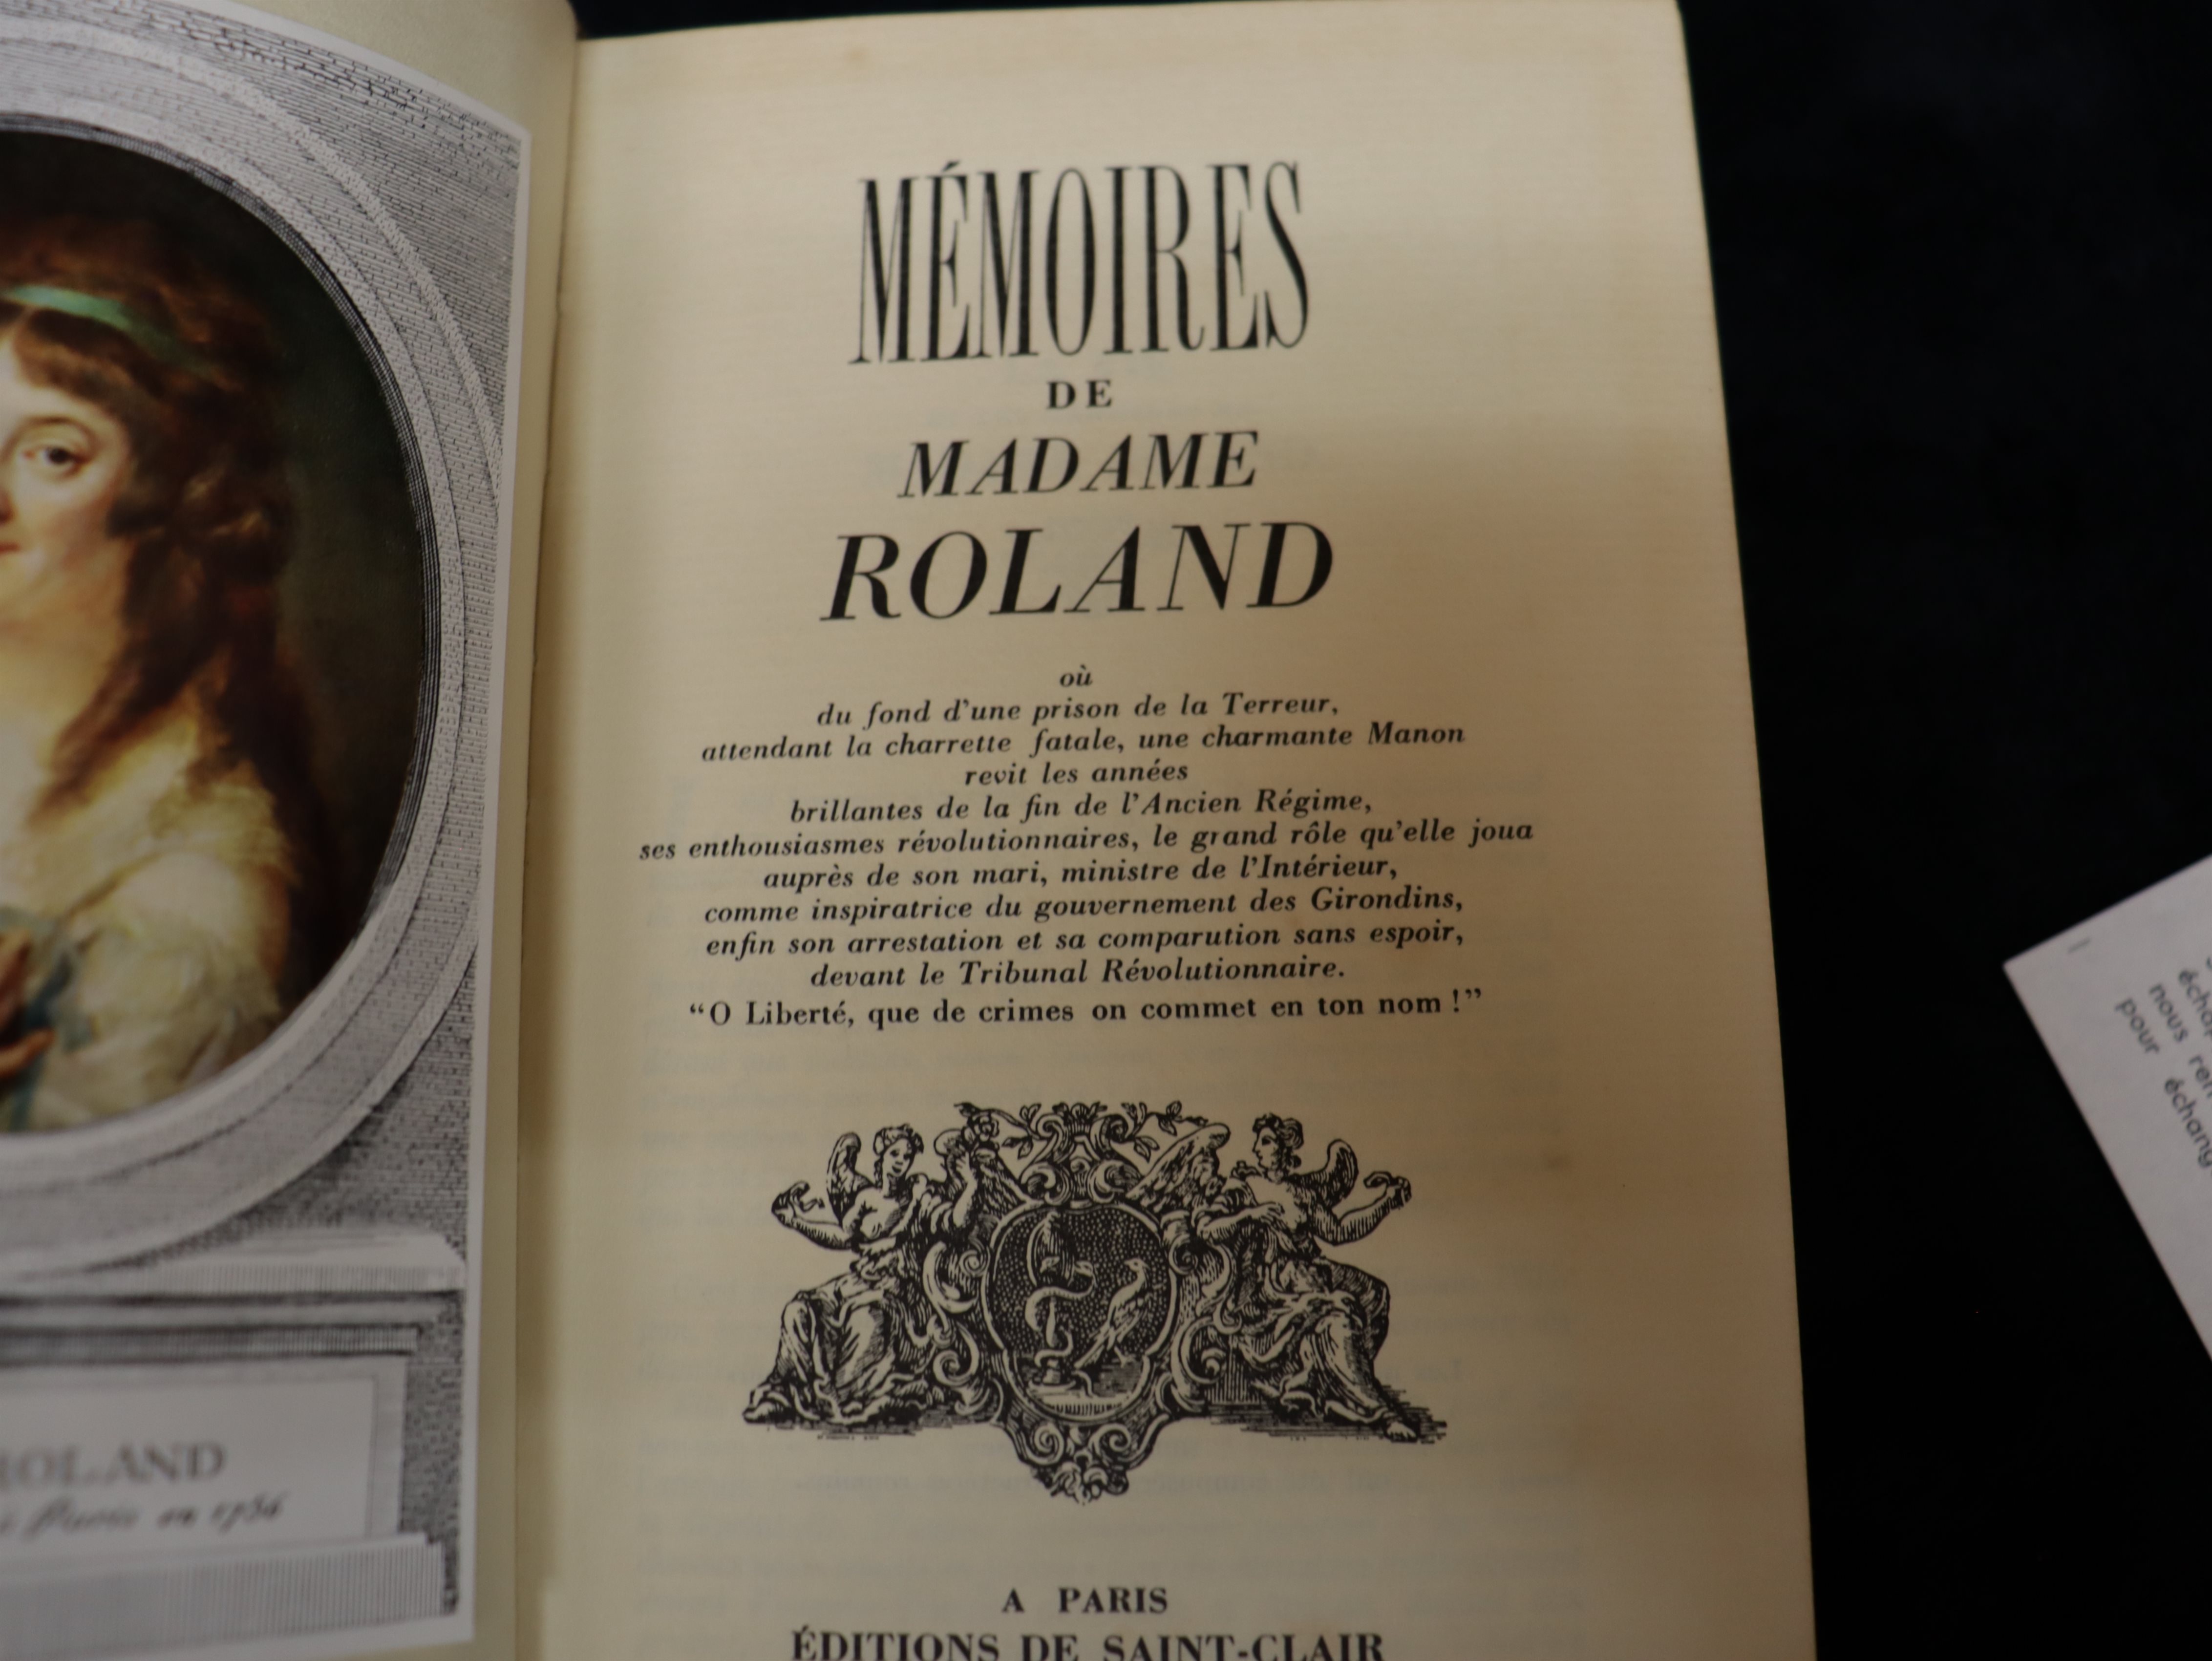 ROLAND
à Paris en 1754
MÉMOIRES
DE
MADAME
ROLAND
où
du fond d'une prison de la Terreur,
attendant la charrette fatale, une charmante Manon
revit les années
brillantes de la fin de l'Ancien Régime,
ses enthousiasmes révolutionnaires, le grand rôle qu'elle joua
auprès de son mari, ministre de l'Intérieur,
comme inspiratrice du gouvernement des Girondins,
enfin son arrestation et sa comparution sans espoir,
devant le Tribunal Révolutionnaire.
“O Liberté, que de crimes on commet en ton nom !”
A PARIS
ÉDITIONS DE SAINT-CLAIR
nous
pour